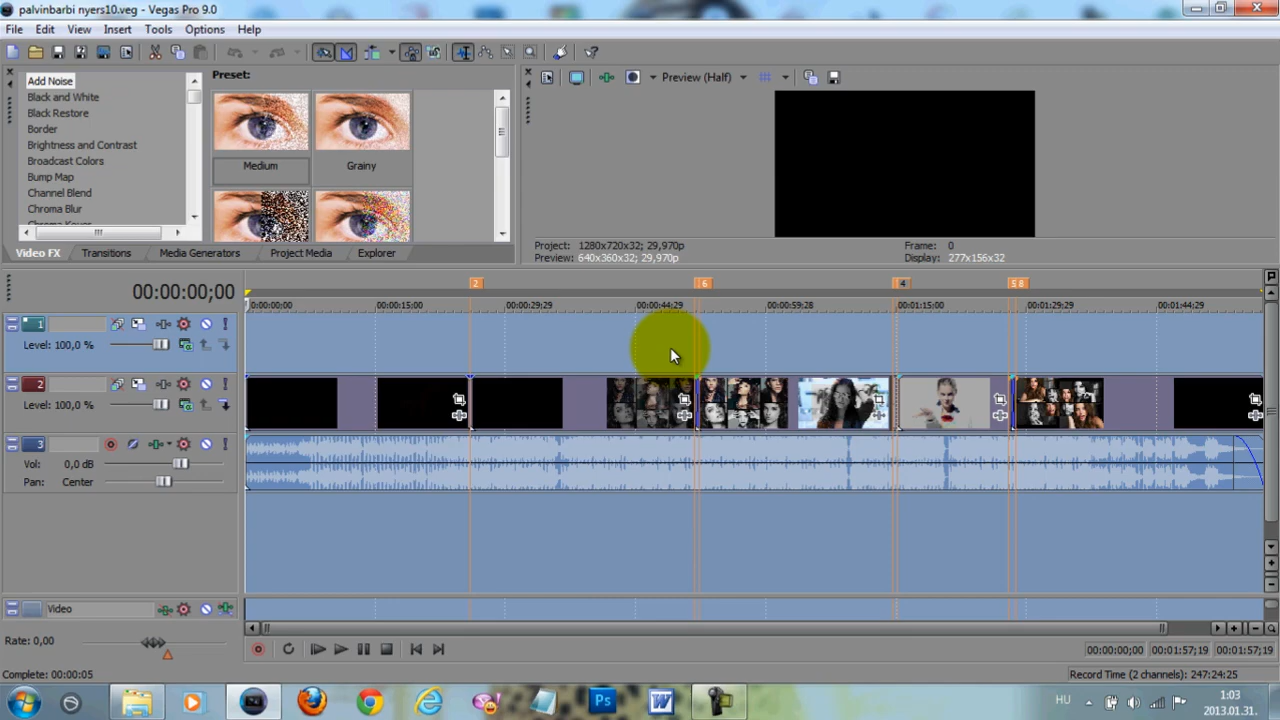 palvinbarbi nyers10.veg - Vegas Pro 9.0
File Edit View Insert Tools Options Help
Add Noise
Black and White
Black Restore
Border
Brightness and Contrast
Broadcast Colors
Bump Map
Channel Blend
Chroma Blur
Preset:
Medium
Grainy
Video FX Transitions Media Generators Project Media Explorer
Preview (Half)
Project: 1280x720x32; 29,970p
Preview: 640x360x32; 29,970p
Frame: 0
Display: 277x156x32
00:00:00;00
2 6 4 5 8
0:00:00;00 00:00:15;00 00:00:29;29 00:00:44;29 00:00:59;28 00:01:15;00 00:01:29;29 00:01:44;29
1
Level: 100,0 %
2
Level: 100,0 %
3
Vol: 0,0 dB
Pan: Center
Video
Rate: 0,00
00:00:00;00 00:01:57;19 00:01:57;19
Complete: 00:00:05
Record Time (2 channels): 247:24:25
HU
1:03
2013.01.31.